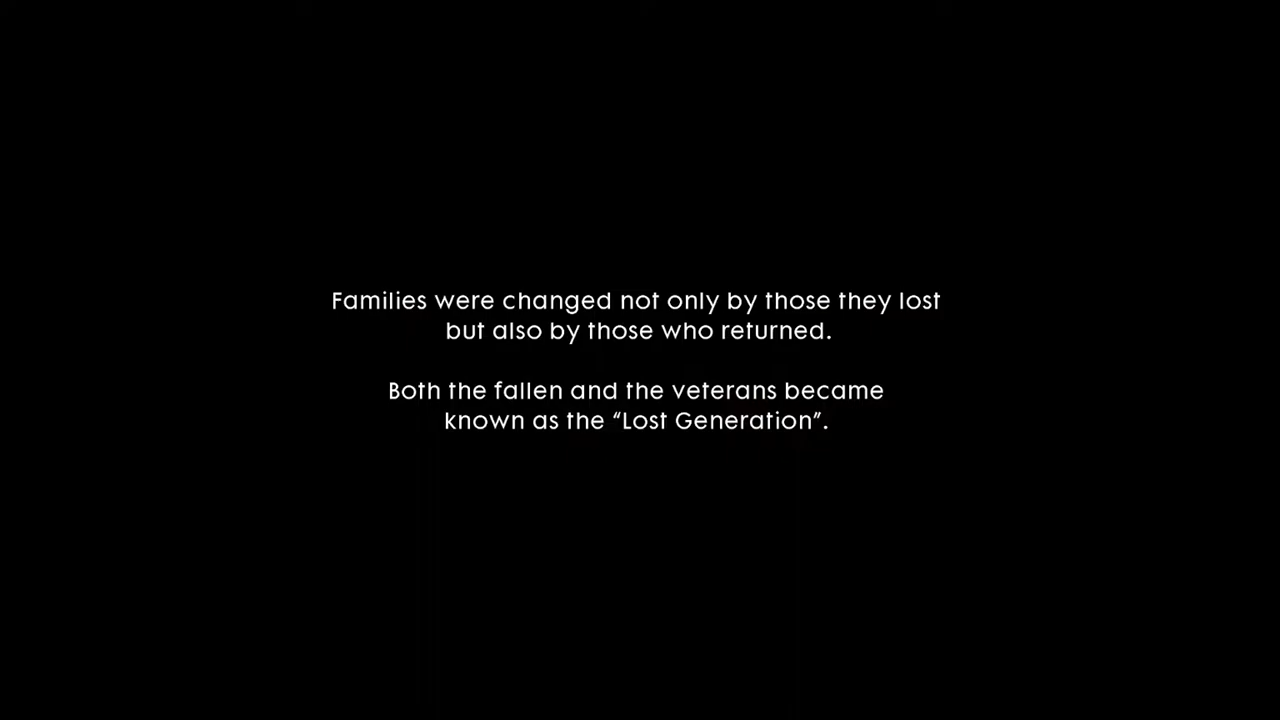 Families were changed not only by those they lost
but also by those who returned.
Both the fallen and the veterans became
known as the “Lost Generation”.